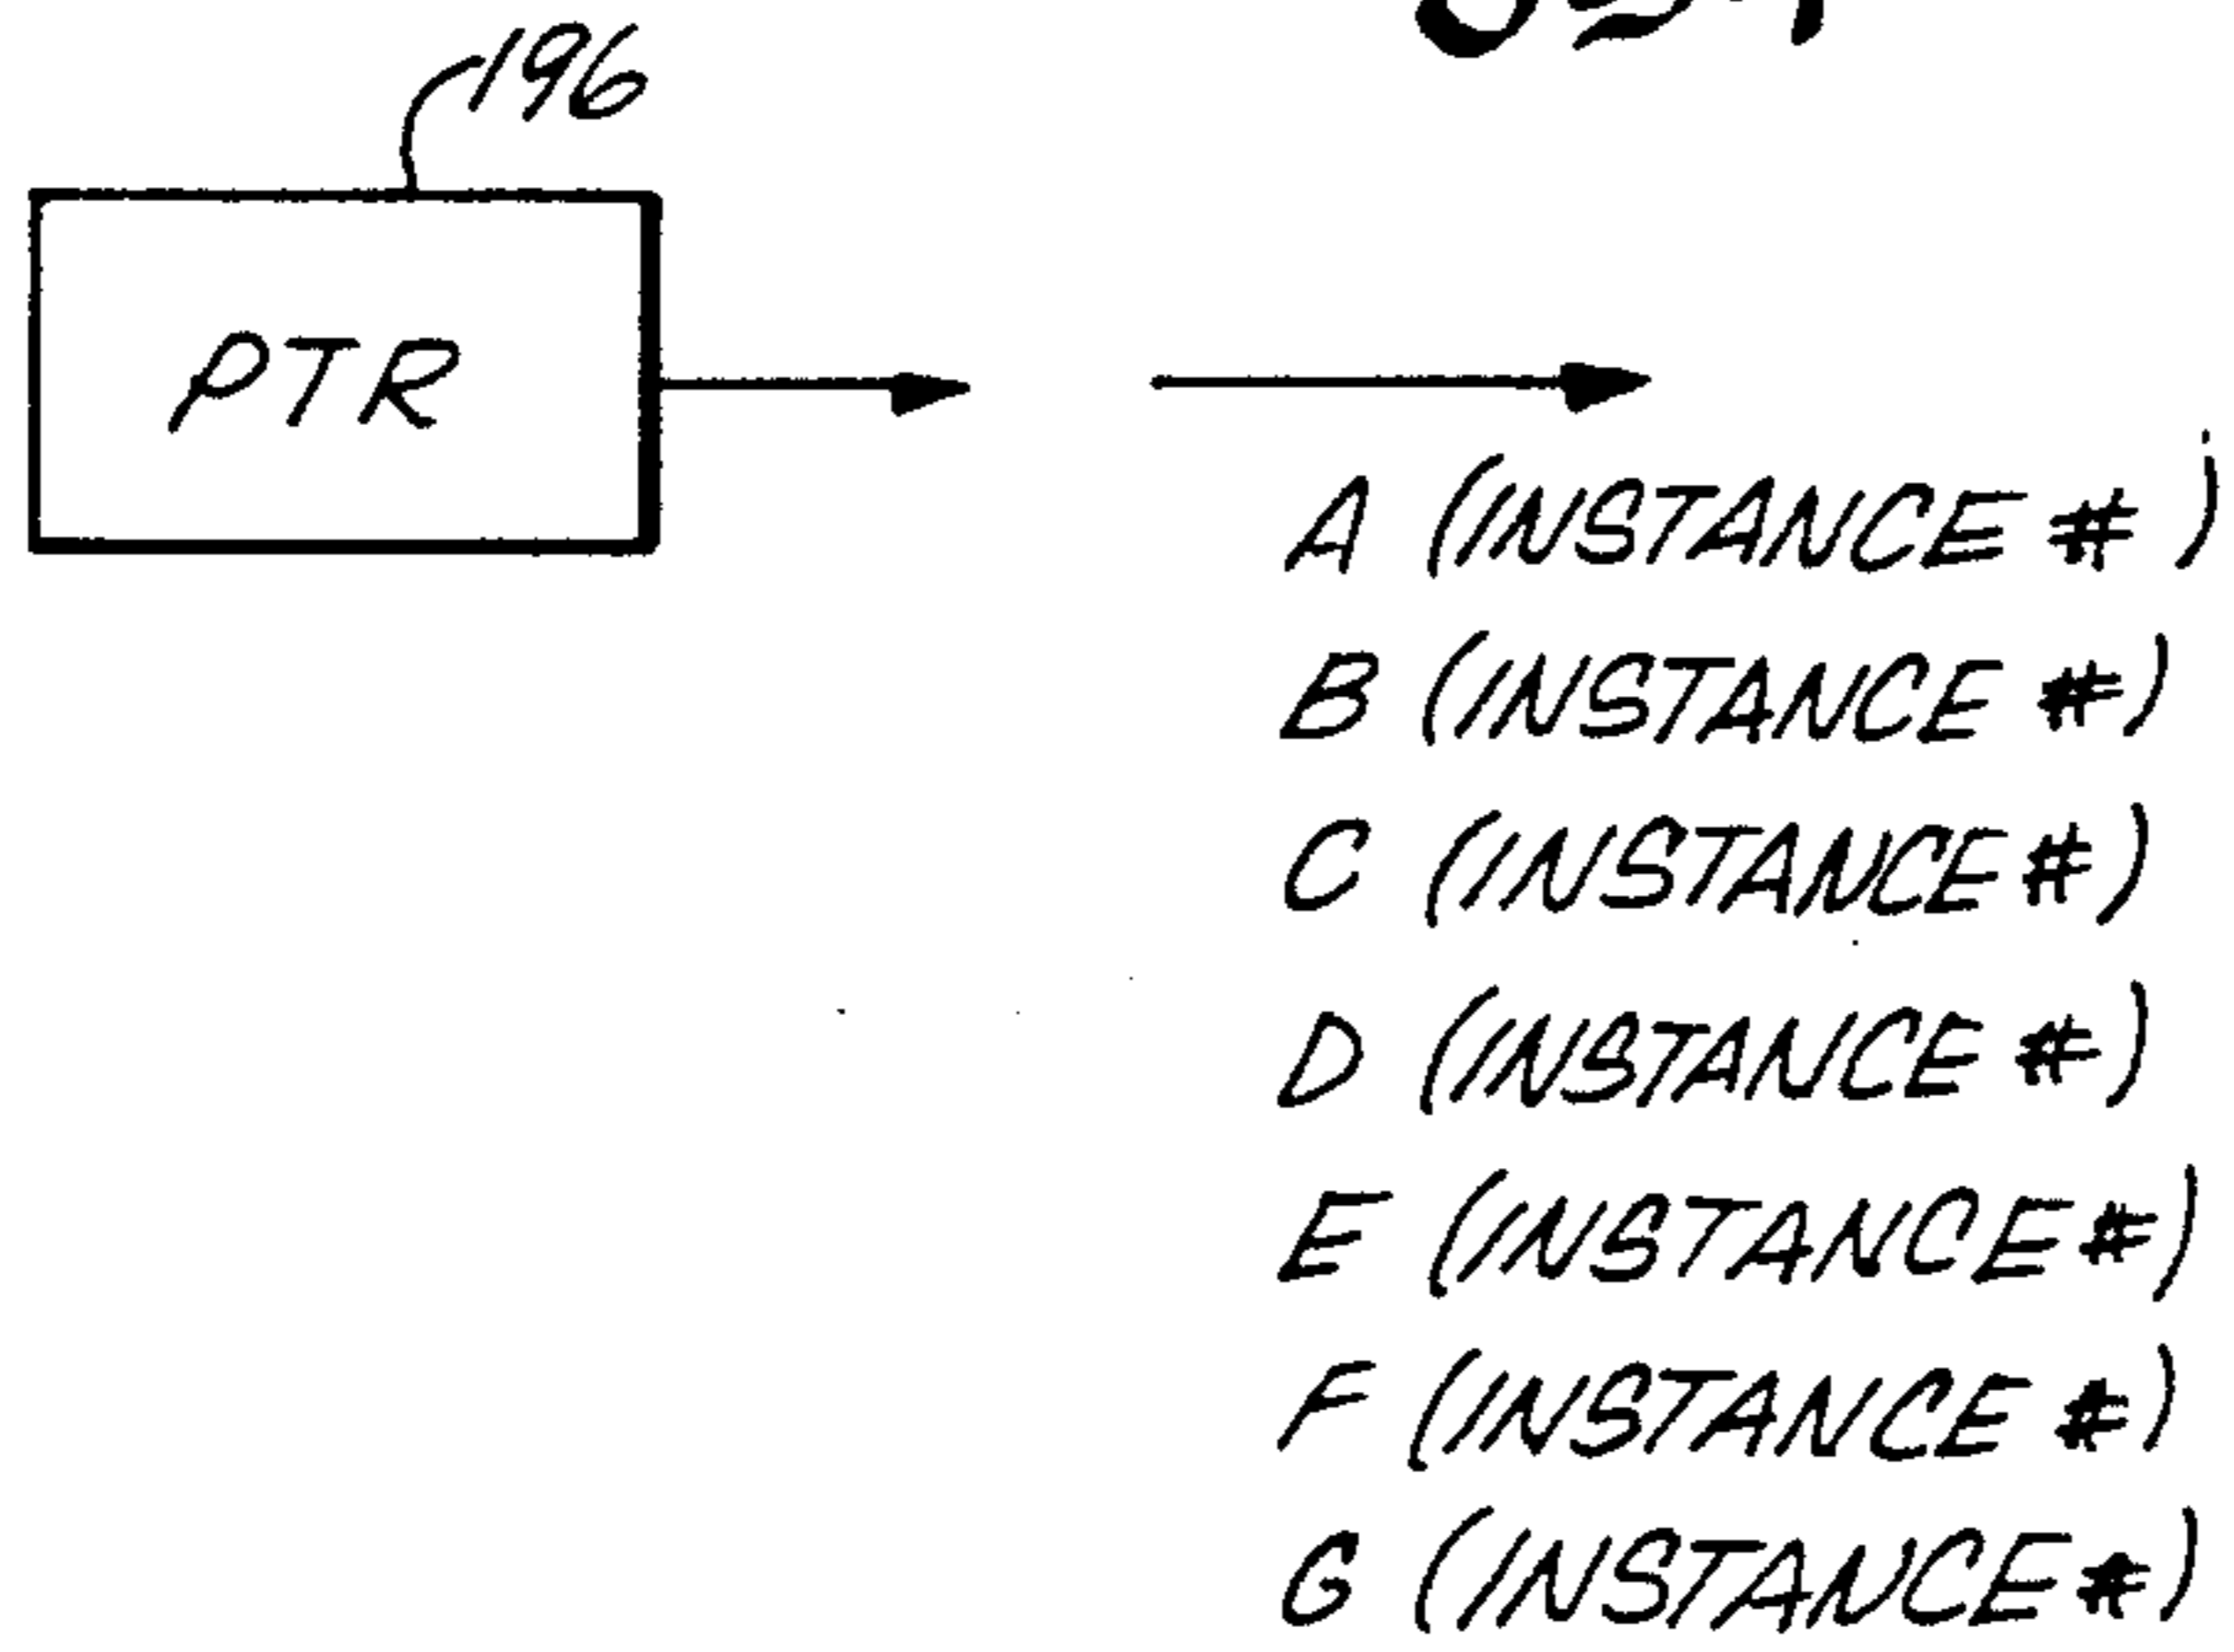 196
PTR
A (INSTANCE # )
B (INSTANCE #)
C (INSTANCE #)
D (INSTANCE #)
E (INSTANCE #)
F (INSTANCE #)
G (INSTANCE #)